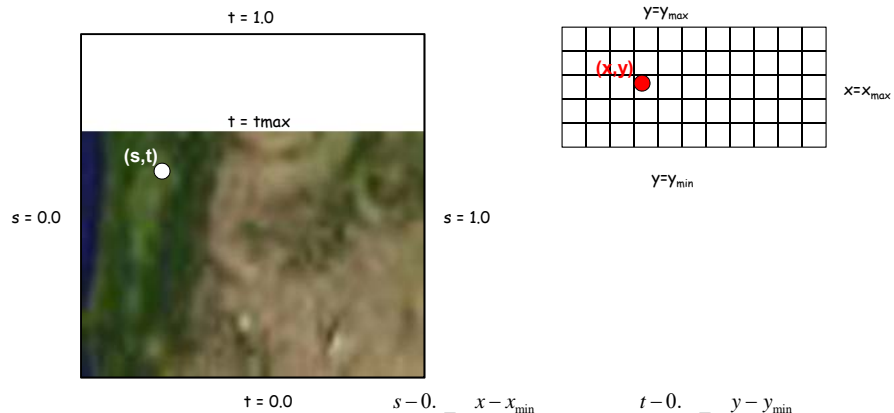 t = 1.0
y=ymax
(x,y)
x=xmax
t = tmax
(s,t)
y=ymin
s = 0.0
s = 1.0
t = 0.0
s−0. = x−xmin
t−0. = y−ymin